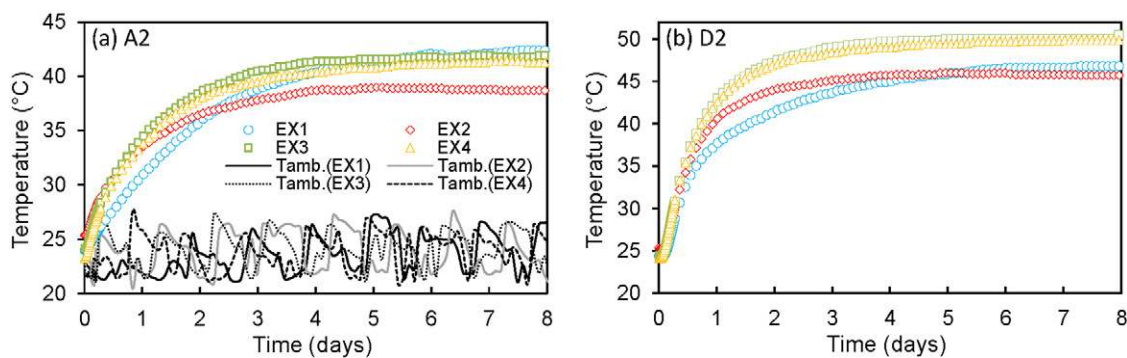 (a) A2
Temperature (°C)
45
40
35
30
25
20
EX1
EX2
EX3
EX4
Tamb.(EX1)
Tamb.(EX2)
Tamb.(EX3)
Tamb.(EX4)
0 1 2 3 4 5 6 7 8
Time (days)
(b) D2
Temperature (°C)
50
45
40
35
30
25
20
0 1 2 3 4 5 6 7 8
Time (days)